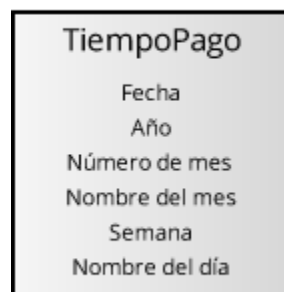 TiempoPago
Fecha
Año
Número de mes
Nombre del mes
Semana
Nombre del día